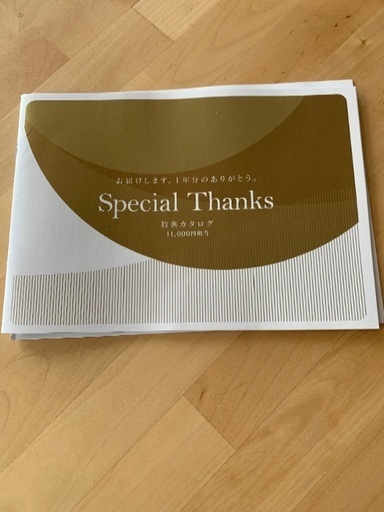 お届けします。1年分のありがとう。
Special Thanks
特典カタログ
11,000円相当